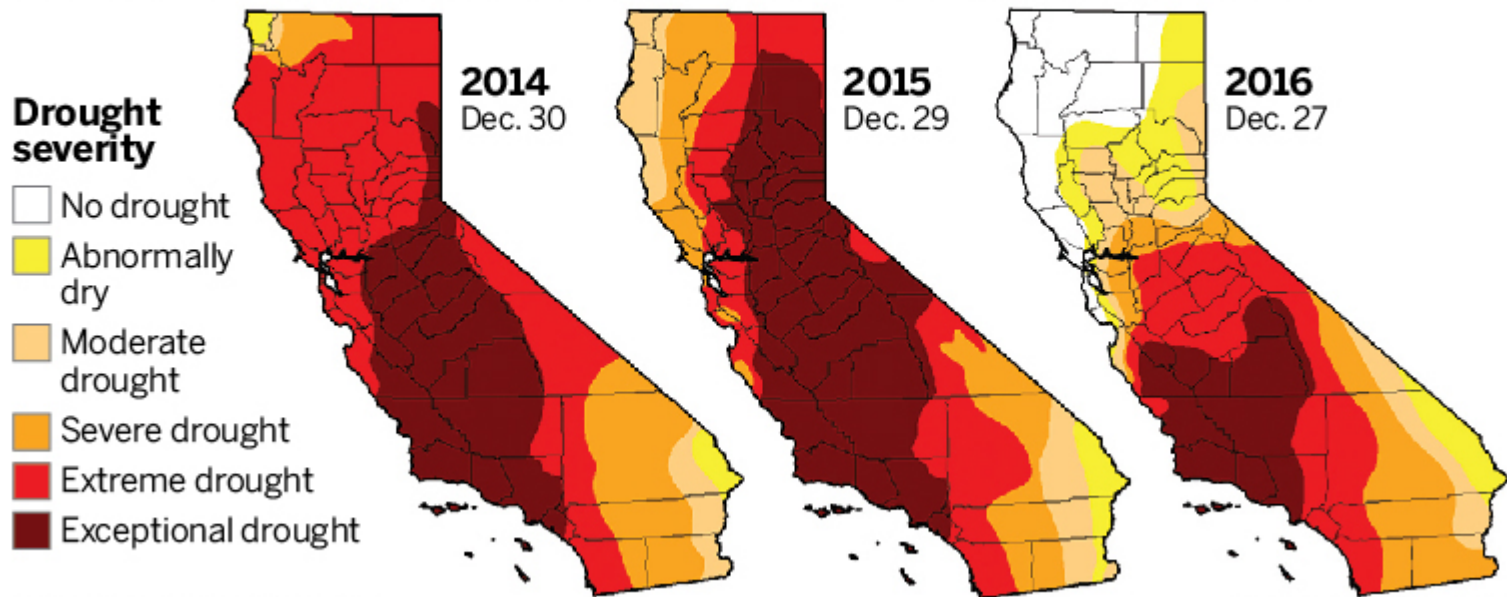 Drought
severity
No drought
Abnormally
dry
Moderate
drought
Severe drought
Extreme drought
Exceptional drought
2014
Dec. 30
2015
Dec. 29
2016
Dec. 27